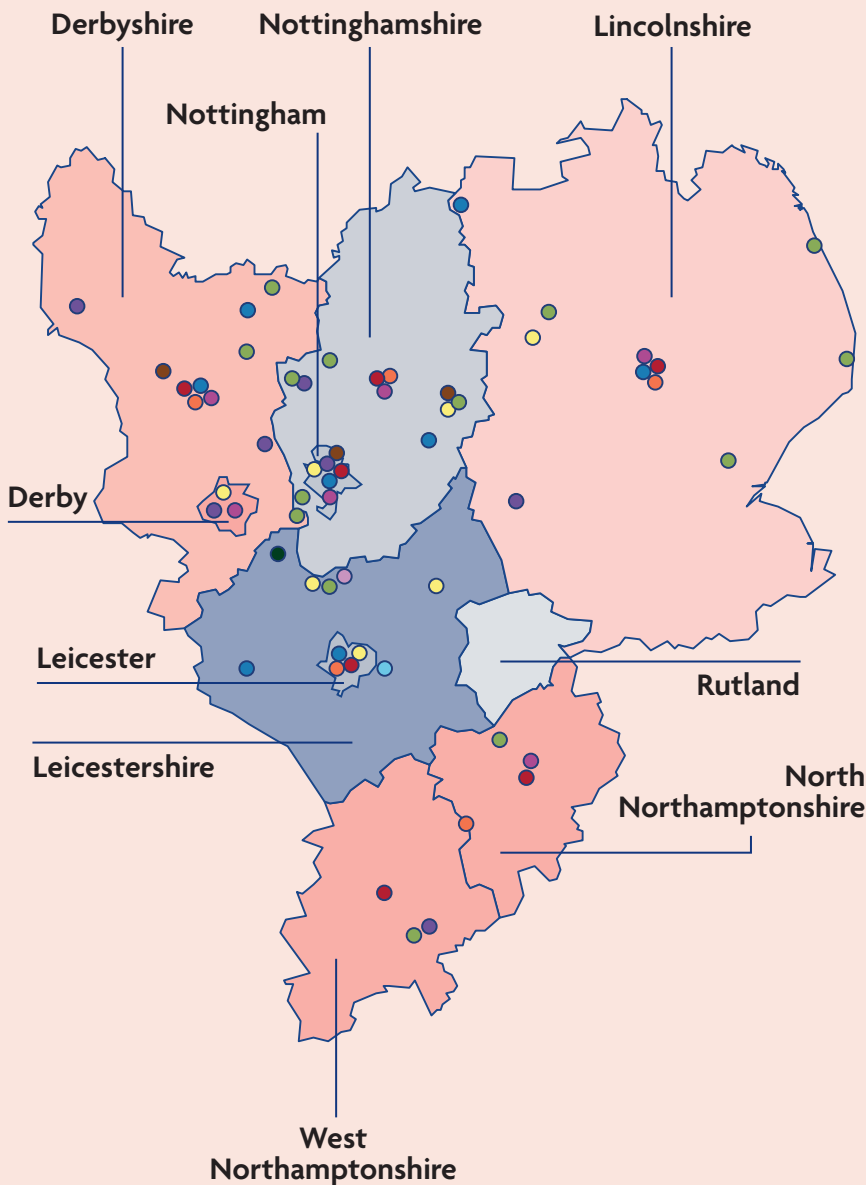 Derbyshire
Nottinghamshire
Lincolnshire
Nottingham
Derby
Leicester
Rutland
Leicestershire
North
Northamptonshire
West
Northamptonshire